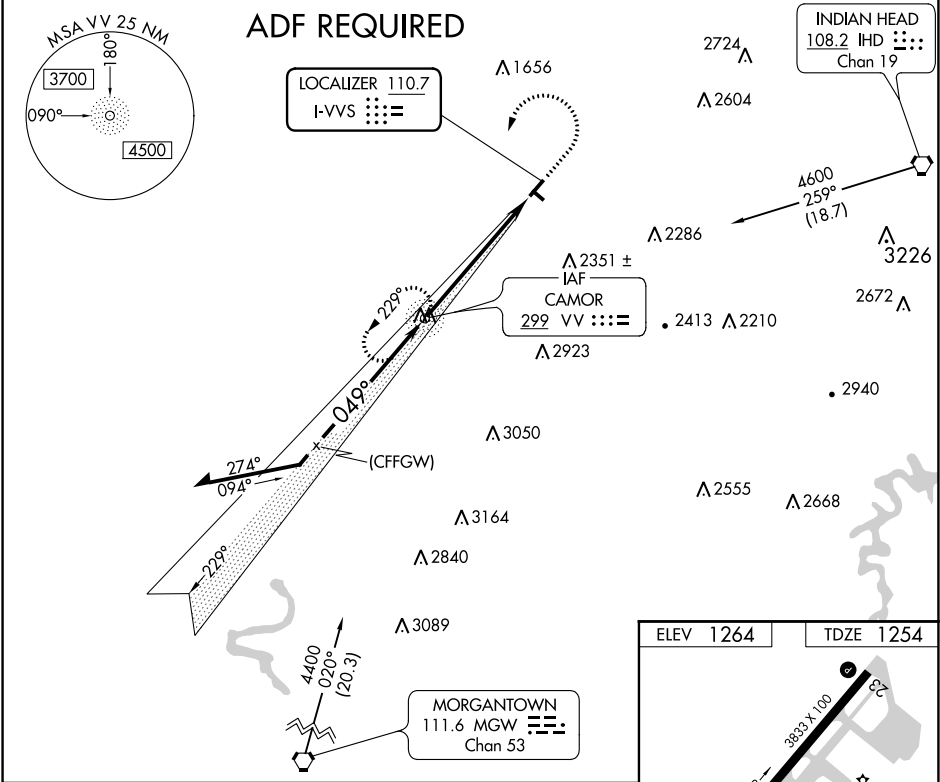 ADF REQUIRED
MSA VV 25 NM
180°
3700
090°
4500
LOCALIZER 110.7
I-VVS
1656
2724
2604
INDIAN HEAD
108.2 IHD
Chan 19
4600
259°
(18.7)
2286
3226
2351 ±
IAF
CAMOR
299 VV
2672
2413
2210
229°
2923
2940
049°
3050
(CFFGW)
274°
094°
2555
2668
3164
2840
229°
3089
4400
020°
(20.3)
MORGANTOWN
111.6 MGW
Chan 53
ELEV 1264
TDZE 1254
P
23
3833 X 100